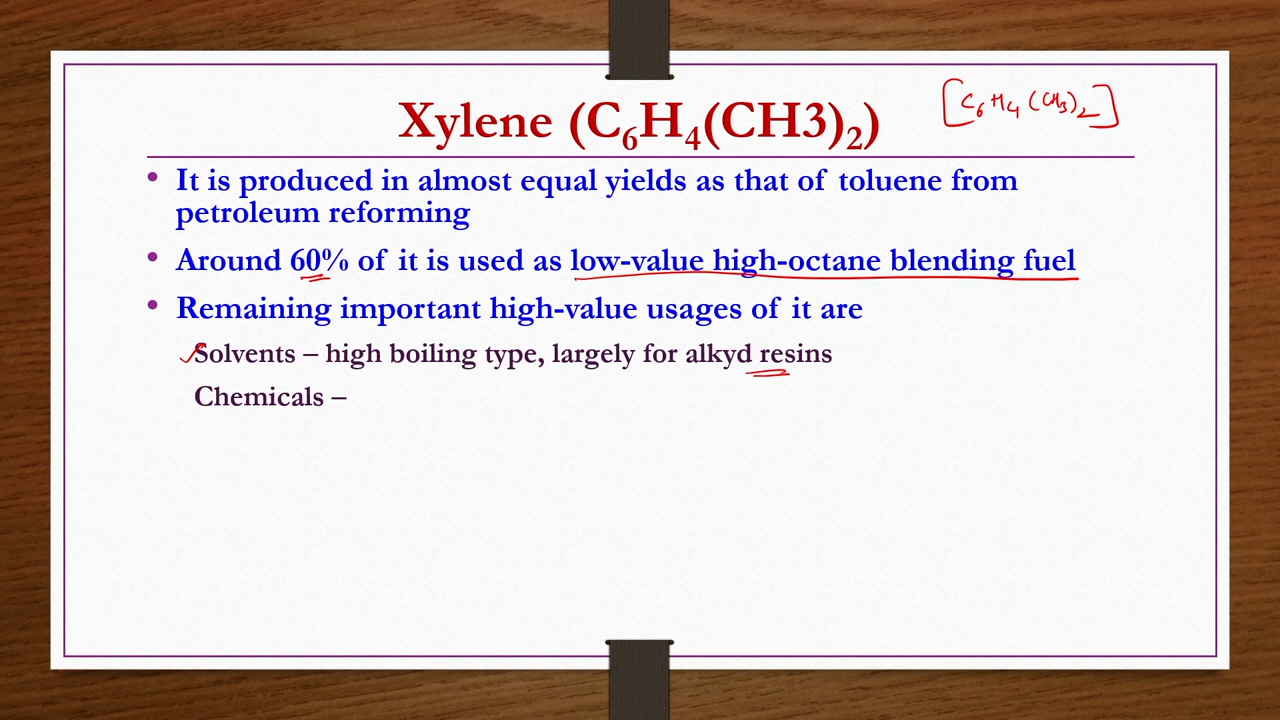 Xylene (C₆H₄(CH3)₂)
[C₆H₄(CH₃)₂]
• It is produced in almost equal yields as that of toluene from
petroleum reforming
• Around 60% of it is used as low-value high-octane blending fuel
• Remaining important high-value usages of it are
Solvents – high boiling type, largely for alkyd resins
Chemicals –